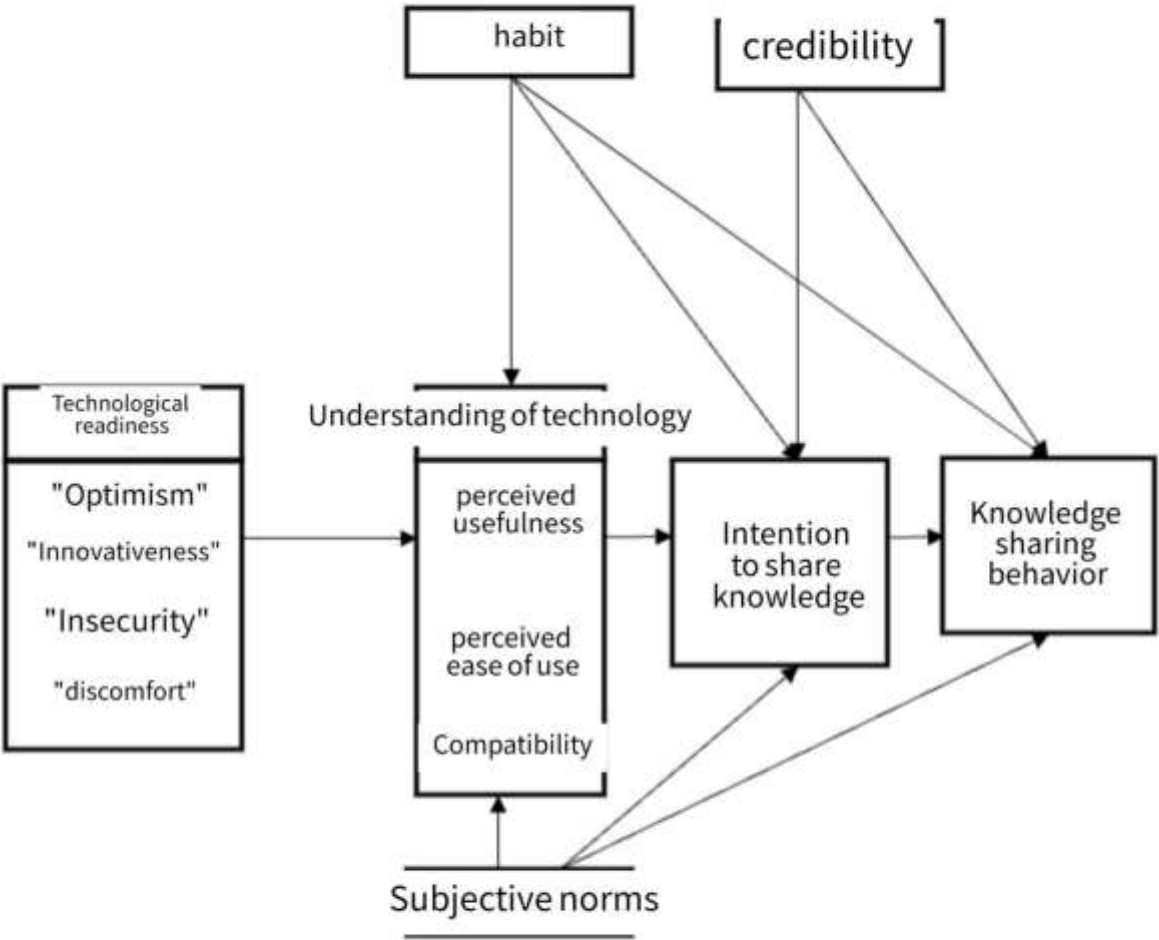 habit
credibility
Technological
readiness
"Optimism"
"Innovativeness"
"Insecurity"
"discomfort"
Understanding of technology
perceived
usefulness
perceived
ease of use
Compatibility
Intention
to share
knowledge
Knowledge
sharing
behavior
Subjective norms